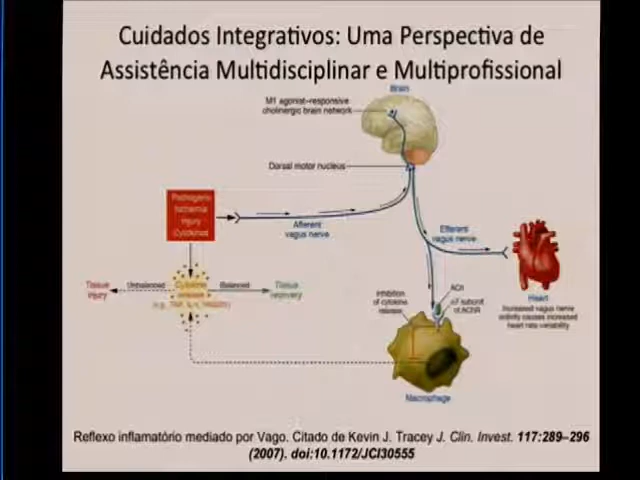 Cuidados Integrativos: Uma Perspectiva de
Assistência Multidisciplinar e Multiprofissional
Brain
M1 agonist–responsive
cholinergic brain network
Dorsal motor nucleus
Pathogens
Ischemia
Injury
Cytokines
Afferent
vagus nerve
Efferent
vagus nerve
Heart
Increased vagus nerve
activity causes increased
heart rate variability
Tissue
injury
Unbalanced
Cytokine
release
Balanced
Tissue
recovery
Inhibition
of cytokine
release
ACh
α7 subunit
of AChR
Macrophage
Reflexo inflamatório mediado por Vago. Citado de Kevin J. Tracey J. Clin. Invest. 117:289–296
(2007). doi:10.1172/JCI30555